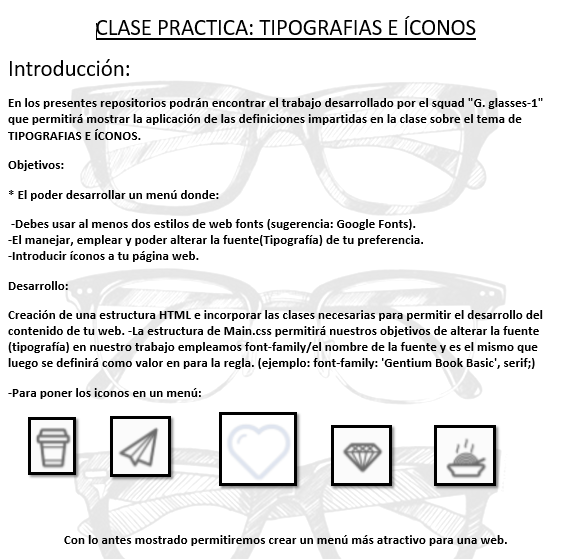 CLASE PRACTICA: TIPOGRAFIAS E ÍCONOS
Introducción:
En los presentes repositorios podrán encontrar el trabajo desarrollado por el squad "G. glasses-1"
que permitirá mostrar la aplicación de las definiciones impartidas en la clase sobre el tema de
TIPOGRAFIAS E ÍCONOS.
Objetivos:
* El poder desarrollar un menú donde:
-Debes usar al menos dos estilos de web fonts (sugerencia: Google Fonts).
-El manejar, emplear y poder alterar la fuente(Tipografía) de tu preferencia.
-Introducir íconos a tu página web.
Desarrollo:
Creación de una estructura HTML e incorporar las clases necesarias para permitir el desarrollo del
contenido de tu web. -La estructura de Main.css permitirá nuestros objetivos de alterar la fuente
(tipografía) en nuestro trabajo empleamos font-family/el nombre de la fuente y es el mismo que
luego se definirá como valor en para la regla. (ejemplo: font-family: 'Gentium Book Basic', serif;)
-Para poner los iconos en un menú:
Con lo antes mostrado permitiremos crear un menú más atractivo para una web.